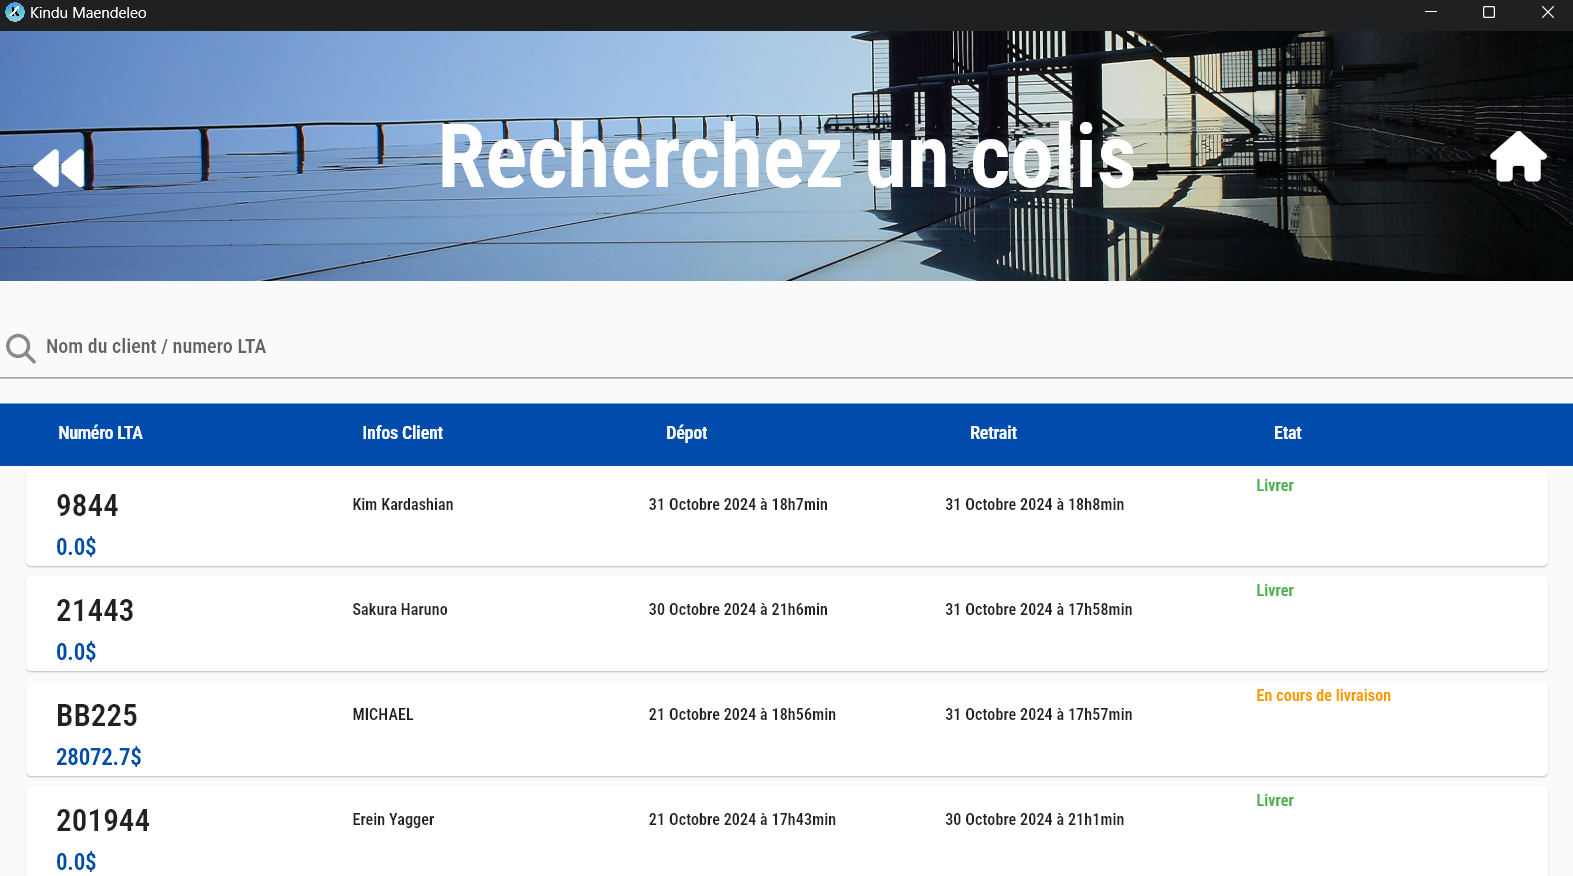 Kindu Maendeleo
Recherchez un colis
Nom du client / numero LTA
Numéro LTA Infos Client Dépot Retrait Etat
Livrer
9844 Kim Kardashian 31 Octobre 2024 à 18h7min 31 Octobre 2024 à 18h8min
0.0$
Livrer
21443 Sakura Haruno 30 Octobre 2024 à 21h6min 31 Octobre 2024 à 17h58min
0.0$
En cours de livraison
BB225 MICHAEL 21 Octobre 2024 à 18h56min 31 Octobre 2024 à 17h57min
28072.7$
Livrer
201944 Erein Yagger 21 Octobre 2024 à 17h43min 30 Octobre 2024 à 21h1min
0.0$